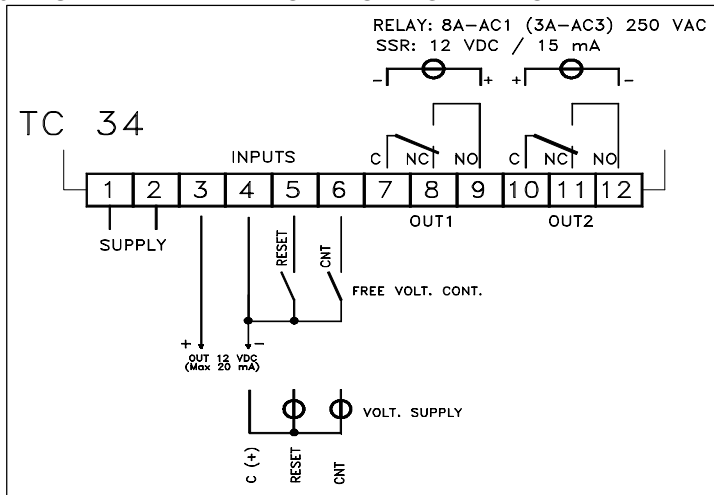 RELAY: 8A-AC1 (3A-AC3) 250 VAC
SSR: 12 VDC / 15 mA
- + + -
TC 34
INPUTS
C NC NO C NC NO
1 2 3 4 5 6 7 8 9 10 11 12
SUPPLY
OUT1
OUT2
RESET
CNT
FREE VOLT. CONT.
+ -
OUT 12 VDC
(Max 20 mA)
VOLT. SUPPLY
C (+)
RESET
CNT